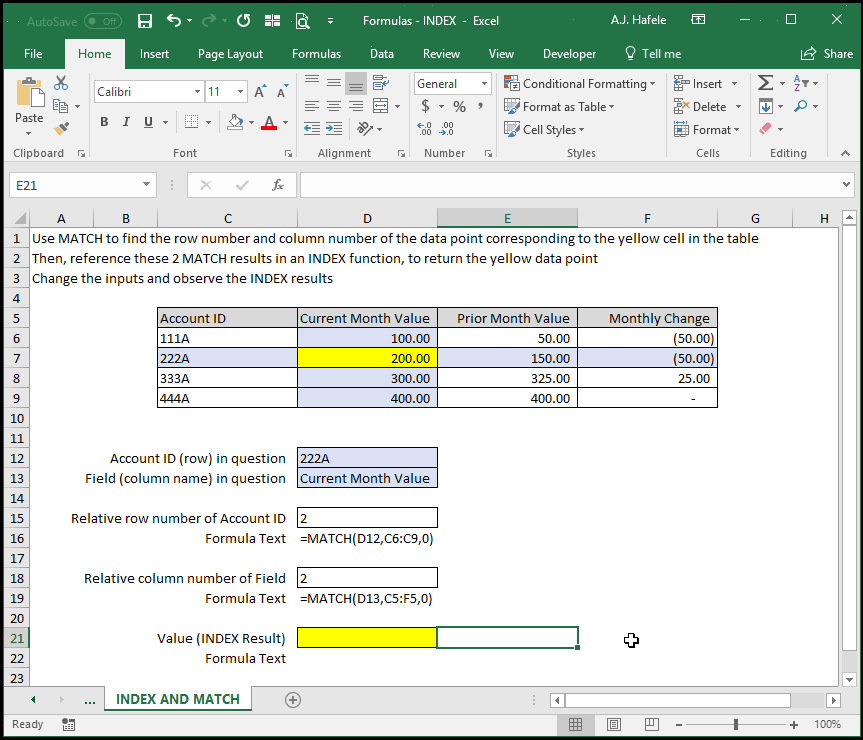 AutoSave Off Formulas - INDEX - Excel A.J. Hafele
File Home Insert Page Layout Formulas Data Review View Developer Tell me Share
Paste
Calibri 11
B I U A A A
General
$ % ,
Conditional Formatting
Format as Table
Cell Styles
Insert
Delete
Format
Clipboard Font Alignment Number Styles Cells Editing
E21 fx
A B C D E F G H
1 Use MATCH to find the row number and column number of the data point corresponding to the yellow cell in the table
2 Then, reference these 2 MATCH results in an INDEX function, to return the yellow data point
3 Change the inputs and observe the INDEX results
4
5 Account ID Current Month Value Prior Month Value Monthly Change
6 111A 100.00 50.00 (50.00)
7 222A 200.00 150.00 (50.00)
8 333A 300.00 325.00 25.00
9 444A 400.00 400.00 -
10
11
12 Account ID (row) in question 222A
13 Field (column name) in question Current Month Value
14
15 Relative row number of Account ID 2
16 Formula Text =MATCH(D12,C6:C9,0)
17
18 Relative column number of Field 2
19 Formula Text =MATCH(D13,C5:F5,0)
20
21 Value (INDEX Result)
22 Formula Text
23
... INDEX AND MATCH
Ready 100%